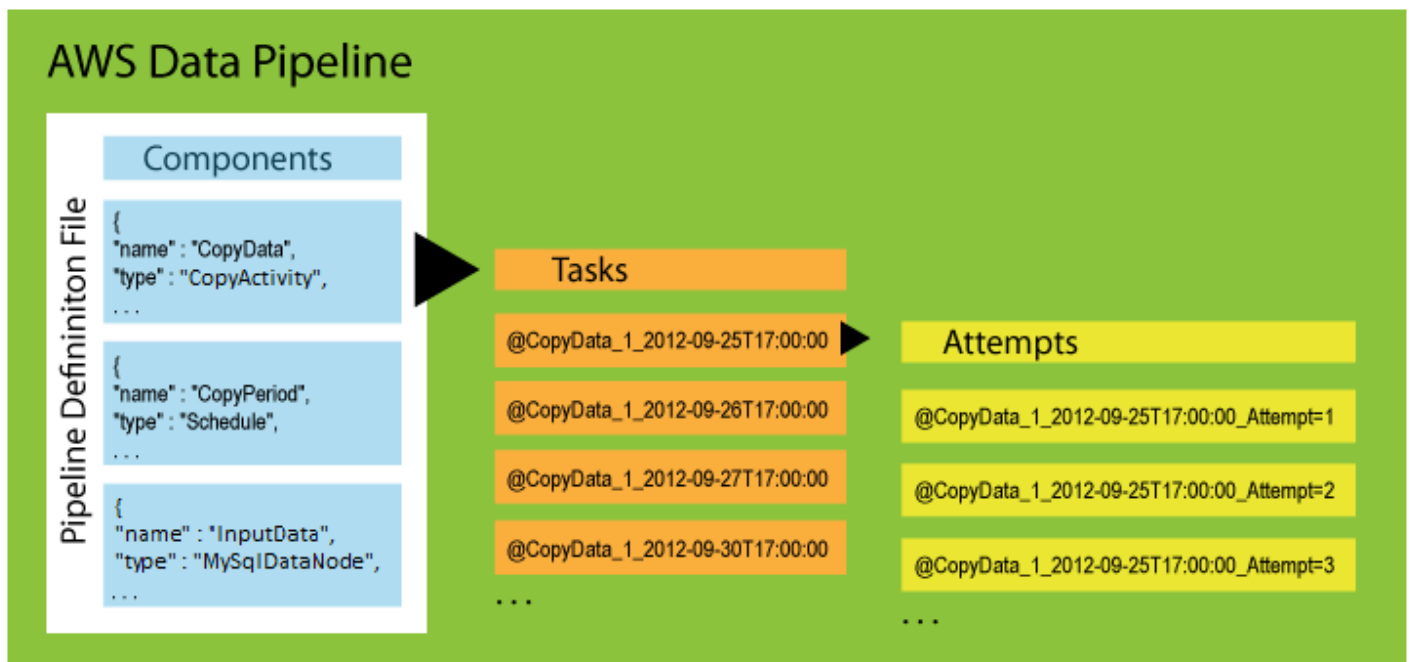 AWS Data Pipeline
Pipeline Defininiton File
Components
{
"name" : "CopyData",
"type" : "CopyActivity",
. . .
{
"name" : "CopyPeriod",
"type" : "Schedule",
. . .
{
"name" : "InputData",
"type" : "MySqlDataNode",
. . .
Tasks
@CopyData_1_2012-09-25T17:00:00
@CopyData_1_2012-09-26T17:00:00
@CopyData_1_2012-09-27T17:00:00
@CopyData_1_2012-09-30T17:00:00
. . .
Attempts
@CopyData_1_2012-09-25T17:00:00_Attempt=1
@CopyData_1_2012-09-25T17:00:00_Attempt=2
@CopyData_1_2012-09-25T17:00:00_Attempt=3
. . .